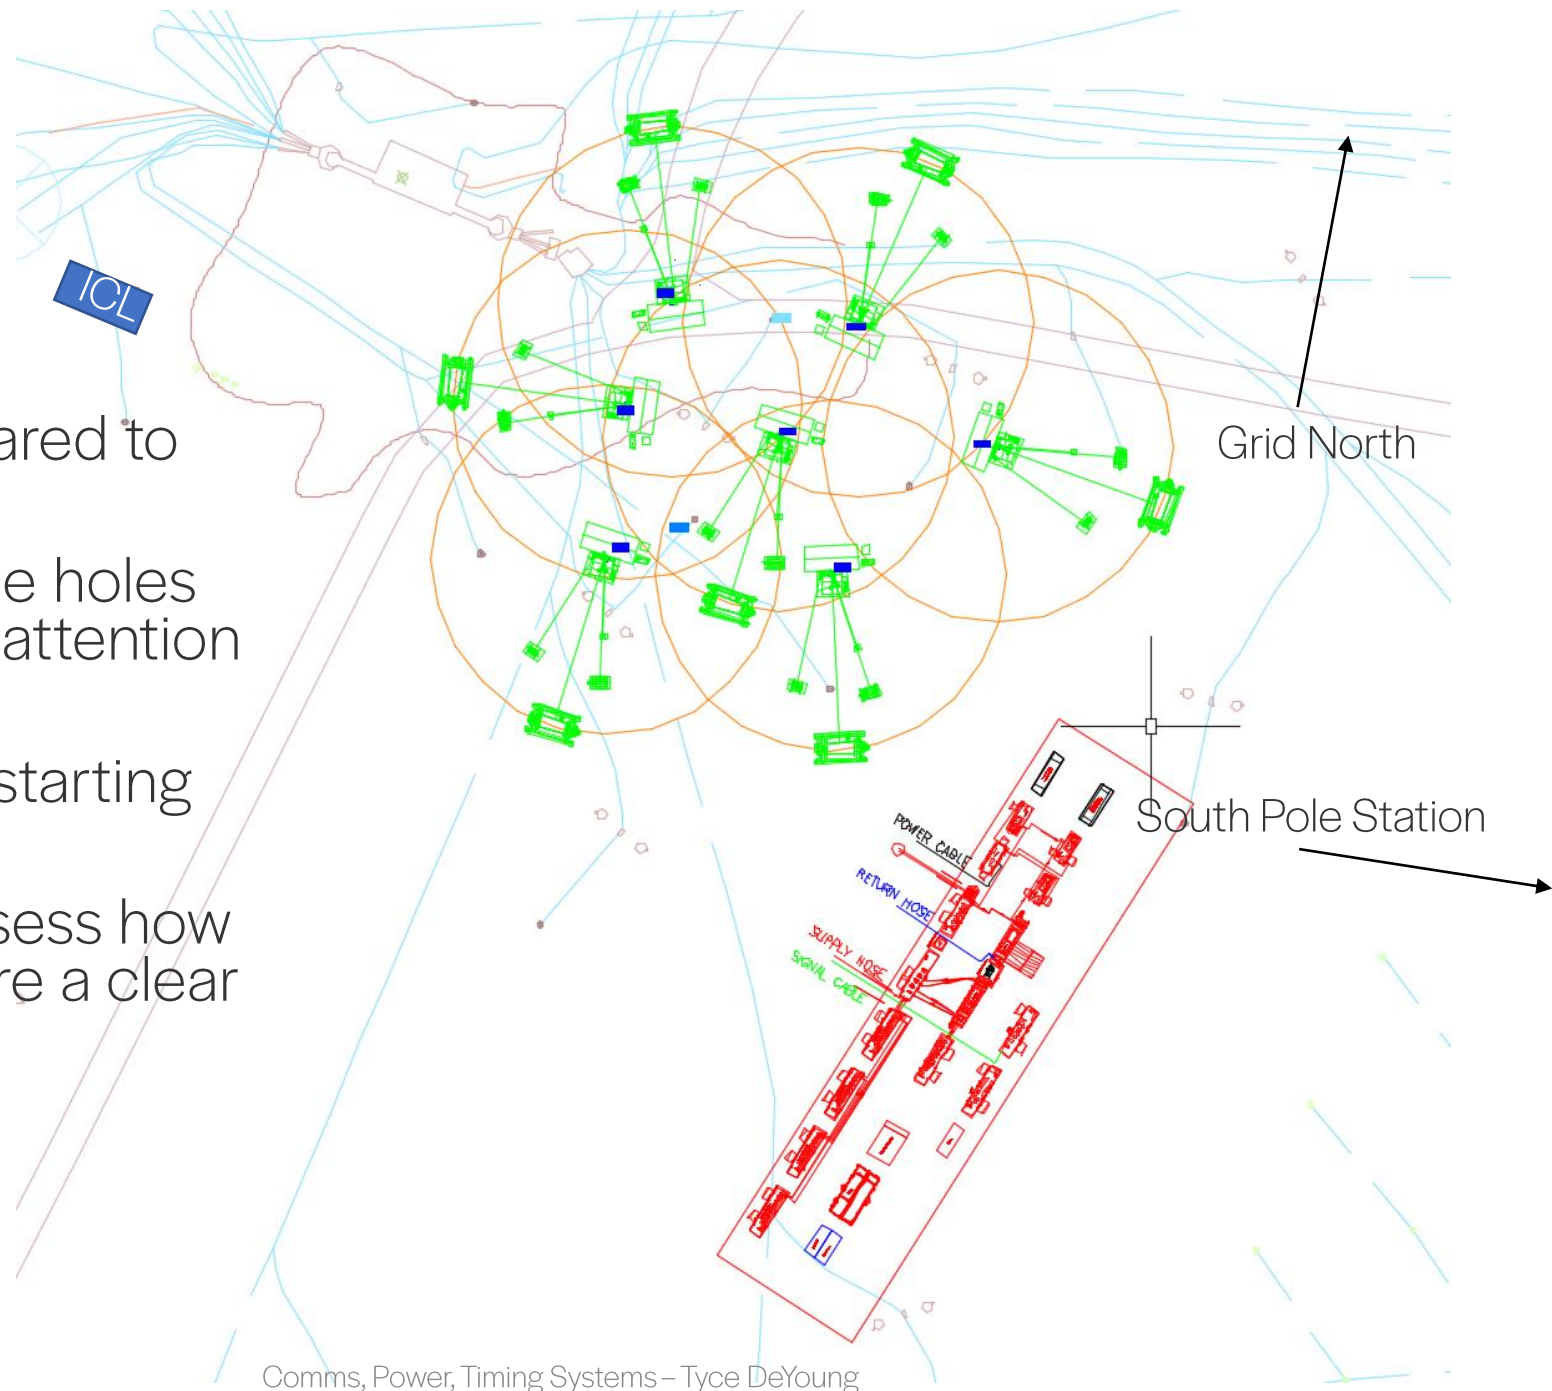 ICL
ared to
e holes
attention
starting
sess how
re a clear
Grid North
South Pole Station
POWER CABLE
RETURN HOSE
SUPPLY HOSE
SIGNAL CABLE
Comms, Power, Timing Systems – Tyce DeYoung